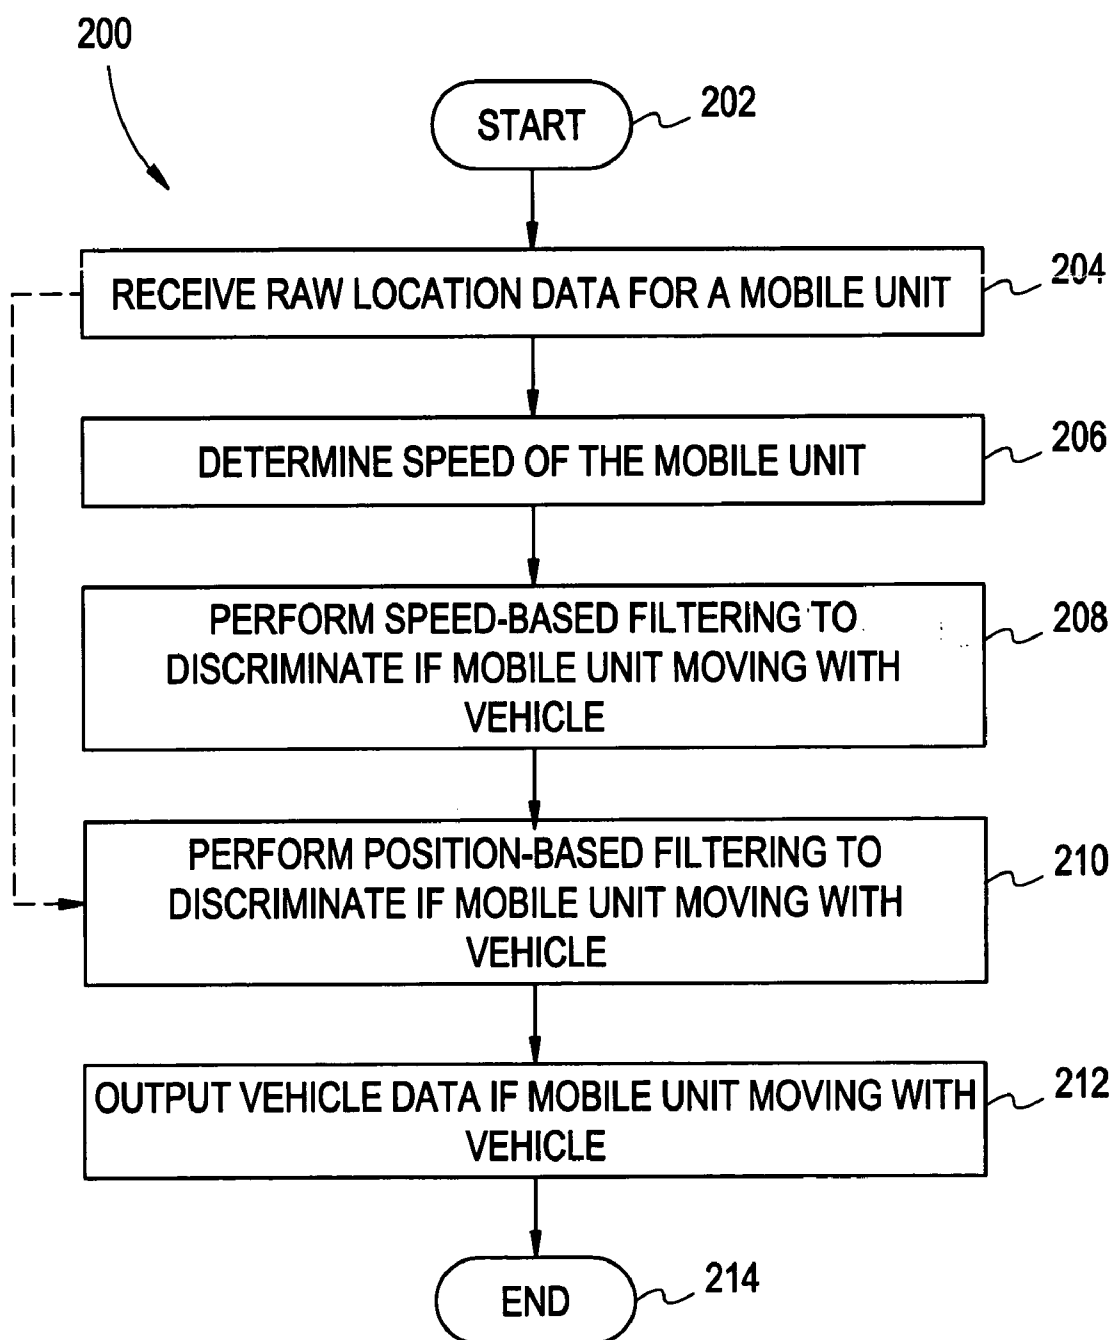 200
START
202
RECEIVE RAW LOCATION DATA FOR A MOBILE UNIT
204
DETERMINE SPEED OF THE MOBILE UNIT
206
PERFORM SPEED-BASED FILTERING TO
DISCRIMINATE IF MOBILE UNIT MOVING WITH
VEHICLE
208
PERFORM POSITION-BASED FILTERING TO
DISCRIMINATE IF MOBILE UNIT MOVING WITH
VEHICLE
210
OUTPUT VEHICLE DATA IF MOBILE UNIT MOVING WITH
VEHICLE
212
END
214